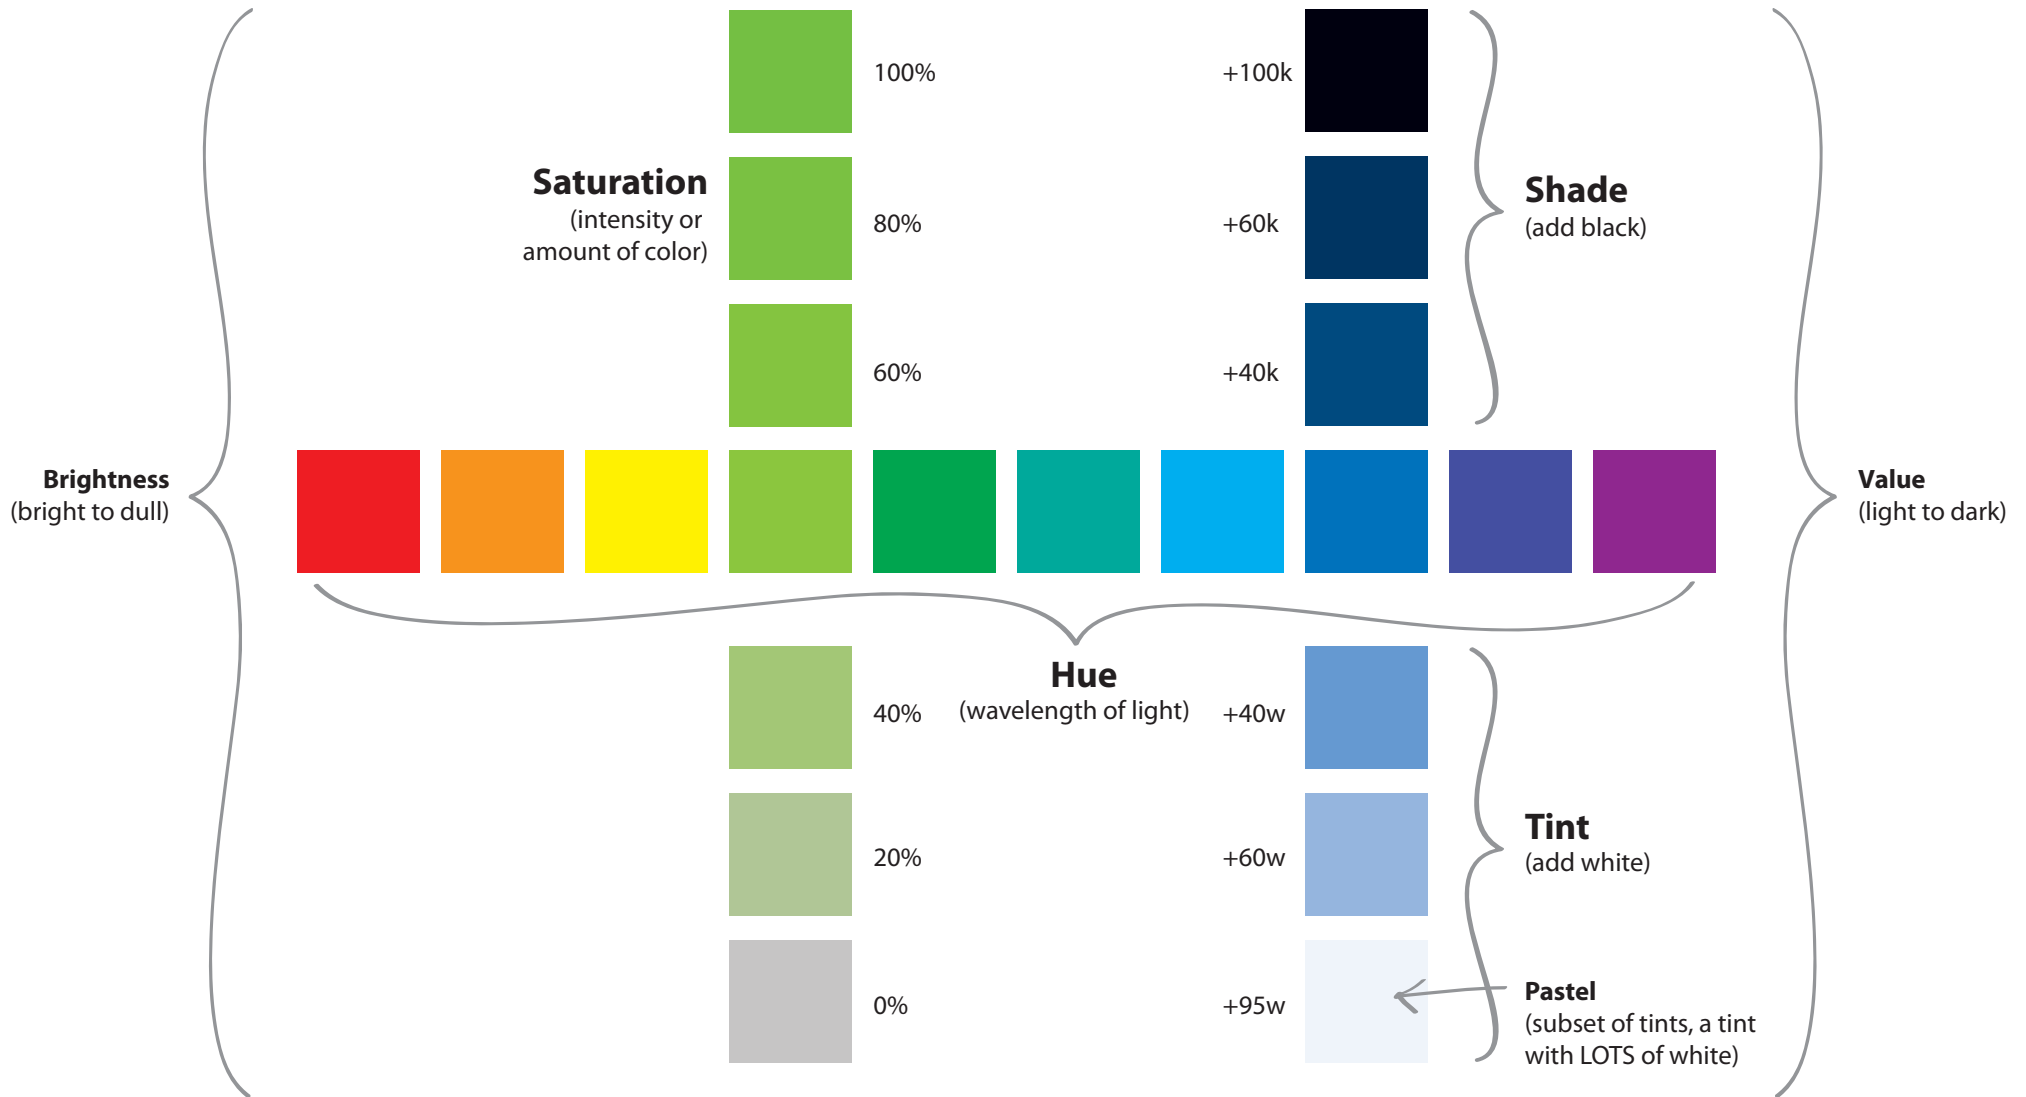 100%
+100k
Saturation
(intensity or
amount of color)
80%
+60k
Shade
(add black)
60%
+40k
Brightness
(bright to dull)
Value
(light to dark)
Hue
(wavelength of light)
40%
+40w
20%
+60w
Tint
(add white)
0%
+95w
Pastel
(subset of tints, a tint
with LOTS of white)